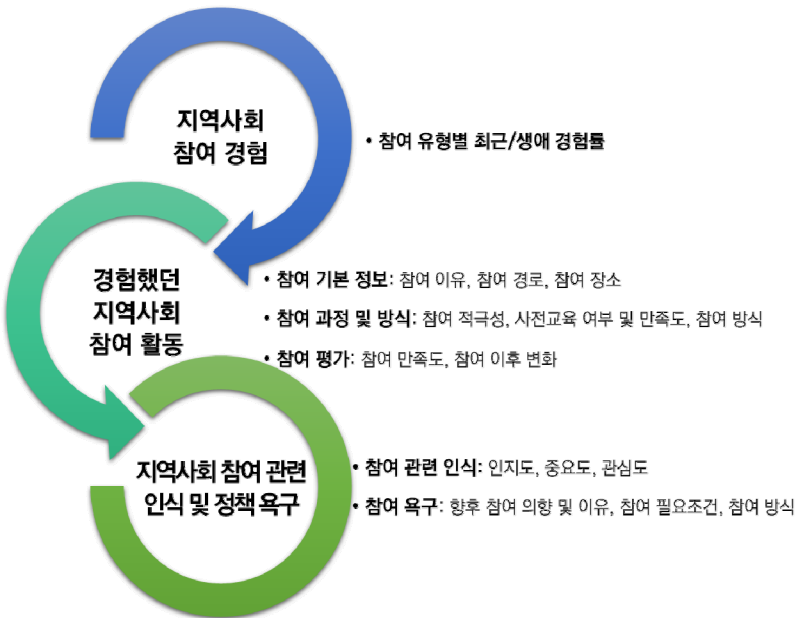 지역사회
참여 경험
• 참여 유형별 최근/생애 경험률
경험했던
지역사회
참여 활동
• 참여 기본 정보: 참여 이유, 참여 경로, 참여 장소
• 참여 과정 및 방식: 참여 적극성, 사전교육 여부 및 만족도, 참여 방식
• 참여 평가: 참여 만족도, 참여 이후 변화
지역사회 참여 관련
인식 및 정책 욕구
• 참여 관련 인식: 인지도, 중요도, 관심도
• 참여 욕구: 향후 참여 의향 및 이유, 참여 필요조건, 참여 방식